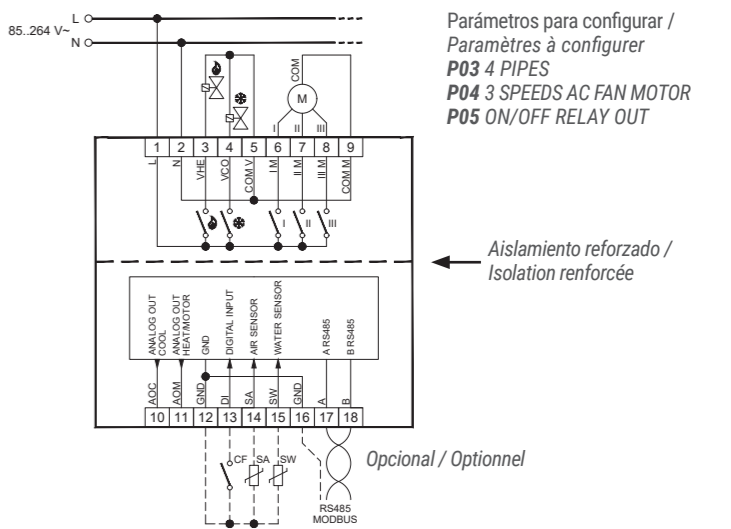 L
85..264 V~
N
Parámetros para configurar /
Paramètres à configurer
P03 4 PIPES
P04 3 SPEEDS AC FAN MOTOR
P05 ON/OFF RELAY OUT
COM
M
I II III
1 2 3 4 5 6 7 8 9
L
N
VHE
VCO
COM V
I M
II M
III M
COM M
I II III
Aislamiento reforzado /
Isolation renforcée
ANALOG OUT
COOL
ANALOG OUT
HEAT/MOTOR
GND
DIGITAL INPUT
AIR SENSOR
WATER SENSOR
A RS485
B RS485
AOC
AOM
GND
DI
SA
SW
GND
A
B
10 11 12 13 14 15 16 17 18
CF SA SW
Opcional / Optionnel
RS485
MODBUS